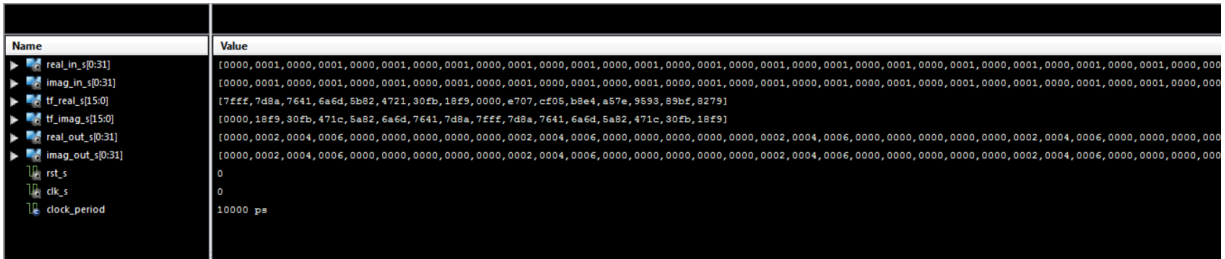 Name Value
real_in_s[0:31] [0000,0001,0000,0001,0000,0001,0000,0001,0000,0001,0000,0001,0000,0001,0000,0001,0000,0001,0000,0001,0000,0001,0000,0001,0000,0001,0000,0001,0000,0001,0000,000
imag_in_s[0:31] [0000,0001,0000,0001,0000,0001,0000,0001,0000,0001,0000,0001,0000,0001,0000,0001,0000,0001,0000,0001,0000,0001,0000,0001,0000,0001,0000,0001,0000,0001,0000,000
tf_real_s[15:0] [7fff,7d8a,7641,6a6d,5b82,4721,30fb,18f9,0000,e707,cf05,b8e4,a57e,9593,89bf,8279]
tf_imag_s[15:0] [0000,18f9,30fb,471c,5a82,6a6d,7641,7d8a,7fff,7d8a,7641,6a6d,5a82,471c,30fb,18f9]
real_out_s[0:31] [0000,0002,0004,0006,0000,0000,0000,0000,0000,0002,0004,0006,0000,0000,0000,0000,0000,0002,0004,0006,0000,0000,0000,0000,0000,0002,0004,0006,0000,0000,0000,000
imag_out_s[0:31] [0000,0002,0004,0006,0000,0000,0000,0000,0000,0002,0004,0006,0000,0000,0000,0000,0000,0002,0004,0006,0000,0000,0000,0000,0000,0002,0004,0006,0000,0000,0000,000
rst_s 0
clk_s 0
clock_period 10000 ps